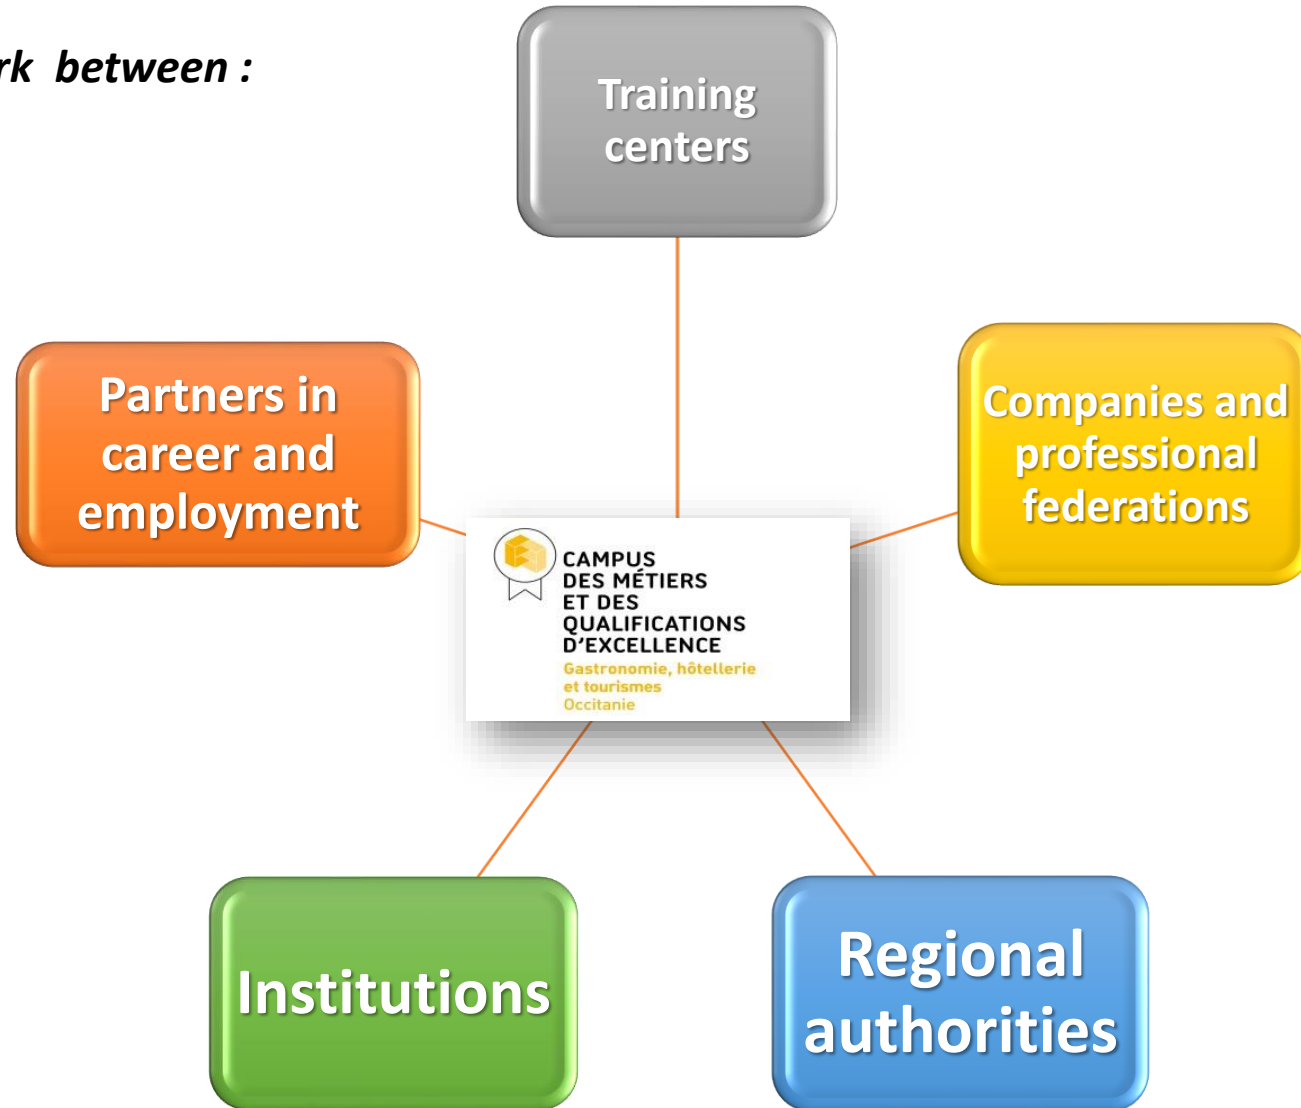 between :
Training
centers
Partners in
career and
employment
Companies and
professional
federations
CAMPUS
DES MÉTIERS
ET DES
QUALIFICATIONS
D'EXCELLENCE
Gastronomie, hôtellerie
et tourismes
Occitanie
Institutions
Regional
authorities